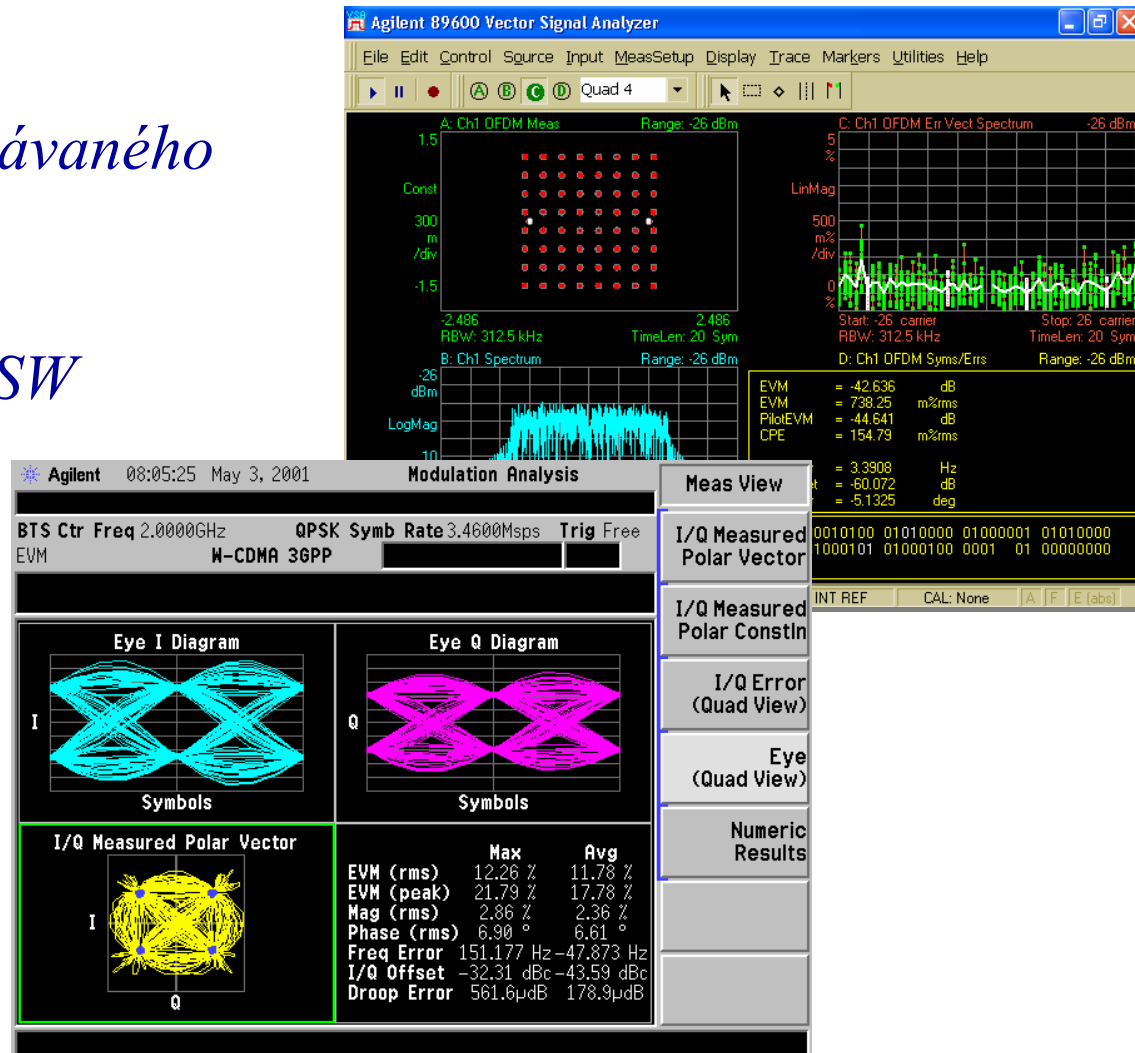 ávaného
SW
Agilent 89600 Vector Signal Analyzer
File Edit Control Source Input MeasSetup Display Trace Markers Utilities Help
A B C D Quad 4
A: Ch1 OFDM Meas Range: -26 dBm
1.5
Const
300
m
/div
-1.5
-2.486 2.486
RBW: 312.5 kHz TimeLen: 20 Sym
C: Ch1 OFDM Err Vect Spectrum -26 dBm
5
%
LinMag
500
m%
/div
0
%
Start: -26 carrier Stop: 26 carrier
RBW: 312.5 kHz TimeLen: 20 Sym
B: Ch1 Spectrum Range: -26 dBm
-26
dBm
LogMag
10
D: Ch1 OFDM Syms/Errs Range: -26 dBm
EVM = -42.636 dB
EVM = 738.25 m%rms
PilotEVM = -44.641 dB
CPE = 154.79 m%rms
= 3.3908 Hz
= -60.072 dB
= -5.1325 deg
0010100 01010000 01000001 01010000
1000101 01000100 0001 01 00000000
INT REF CAL: None A F E (abs)
Agilent 08:05:25 May 3, 2001 Modulation Analysis
BTS Ctr Freq 2.0000GHz QPSK Symb Rate 3.4600Msps Trig Free
EVM W-CDMA 3GPP
Eye I Diagram
I
Symbols
Eye Q Diagram
Q
Symbols
I/Q Measured Polar Vector
I
Q
Max Avg
EVM (rms) 12.26 % 11.78 %
EVM (peak) 21.79 % 17.78 %
Mag (rms) 2.86 % 2.36 %
Phase (rms) 6.90 ° 6.61 °
Freq Error 151.177 Hz -47.873 Hz
I/Q Offset -32.31 dBc -43.59 dBc
Droop Error 561.6µdB 178.9µdB
Meas View
I/Q Measured
Polar Vector
I/Q Measured
Polar Constln
I/Q Error
(Quad View)
Eye
(Quad View)
Numeric
Results